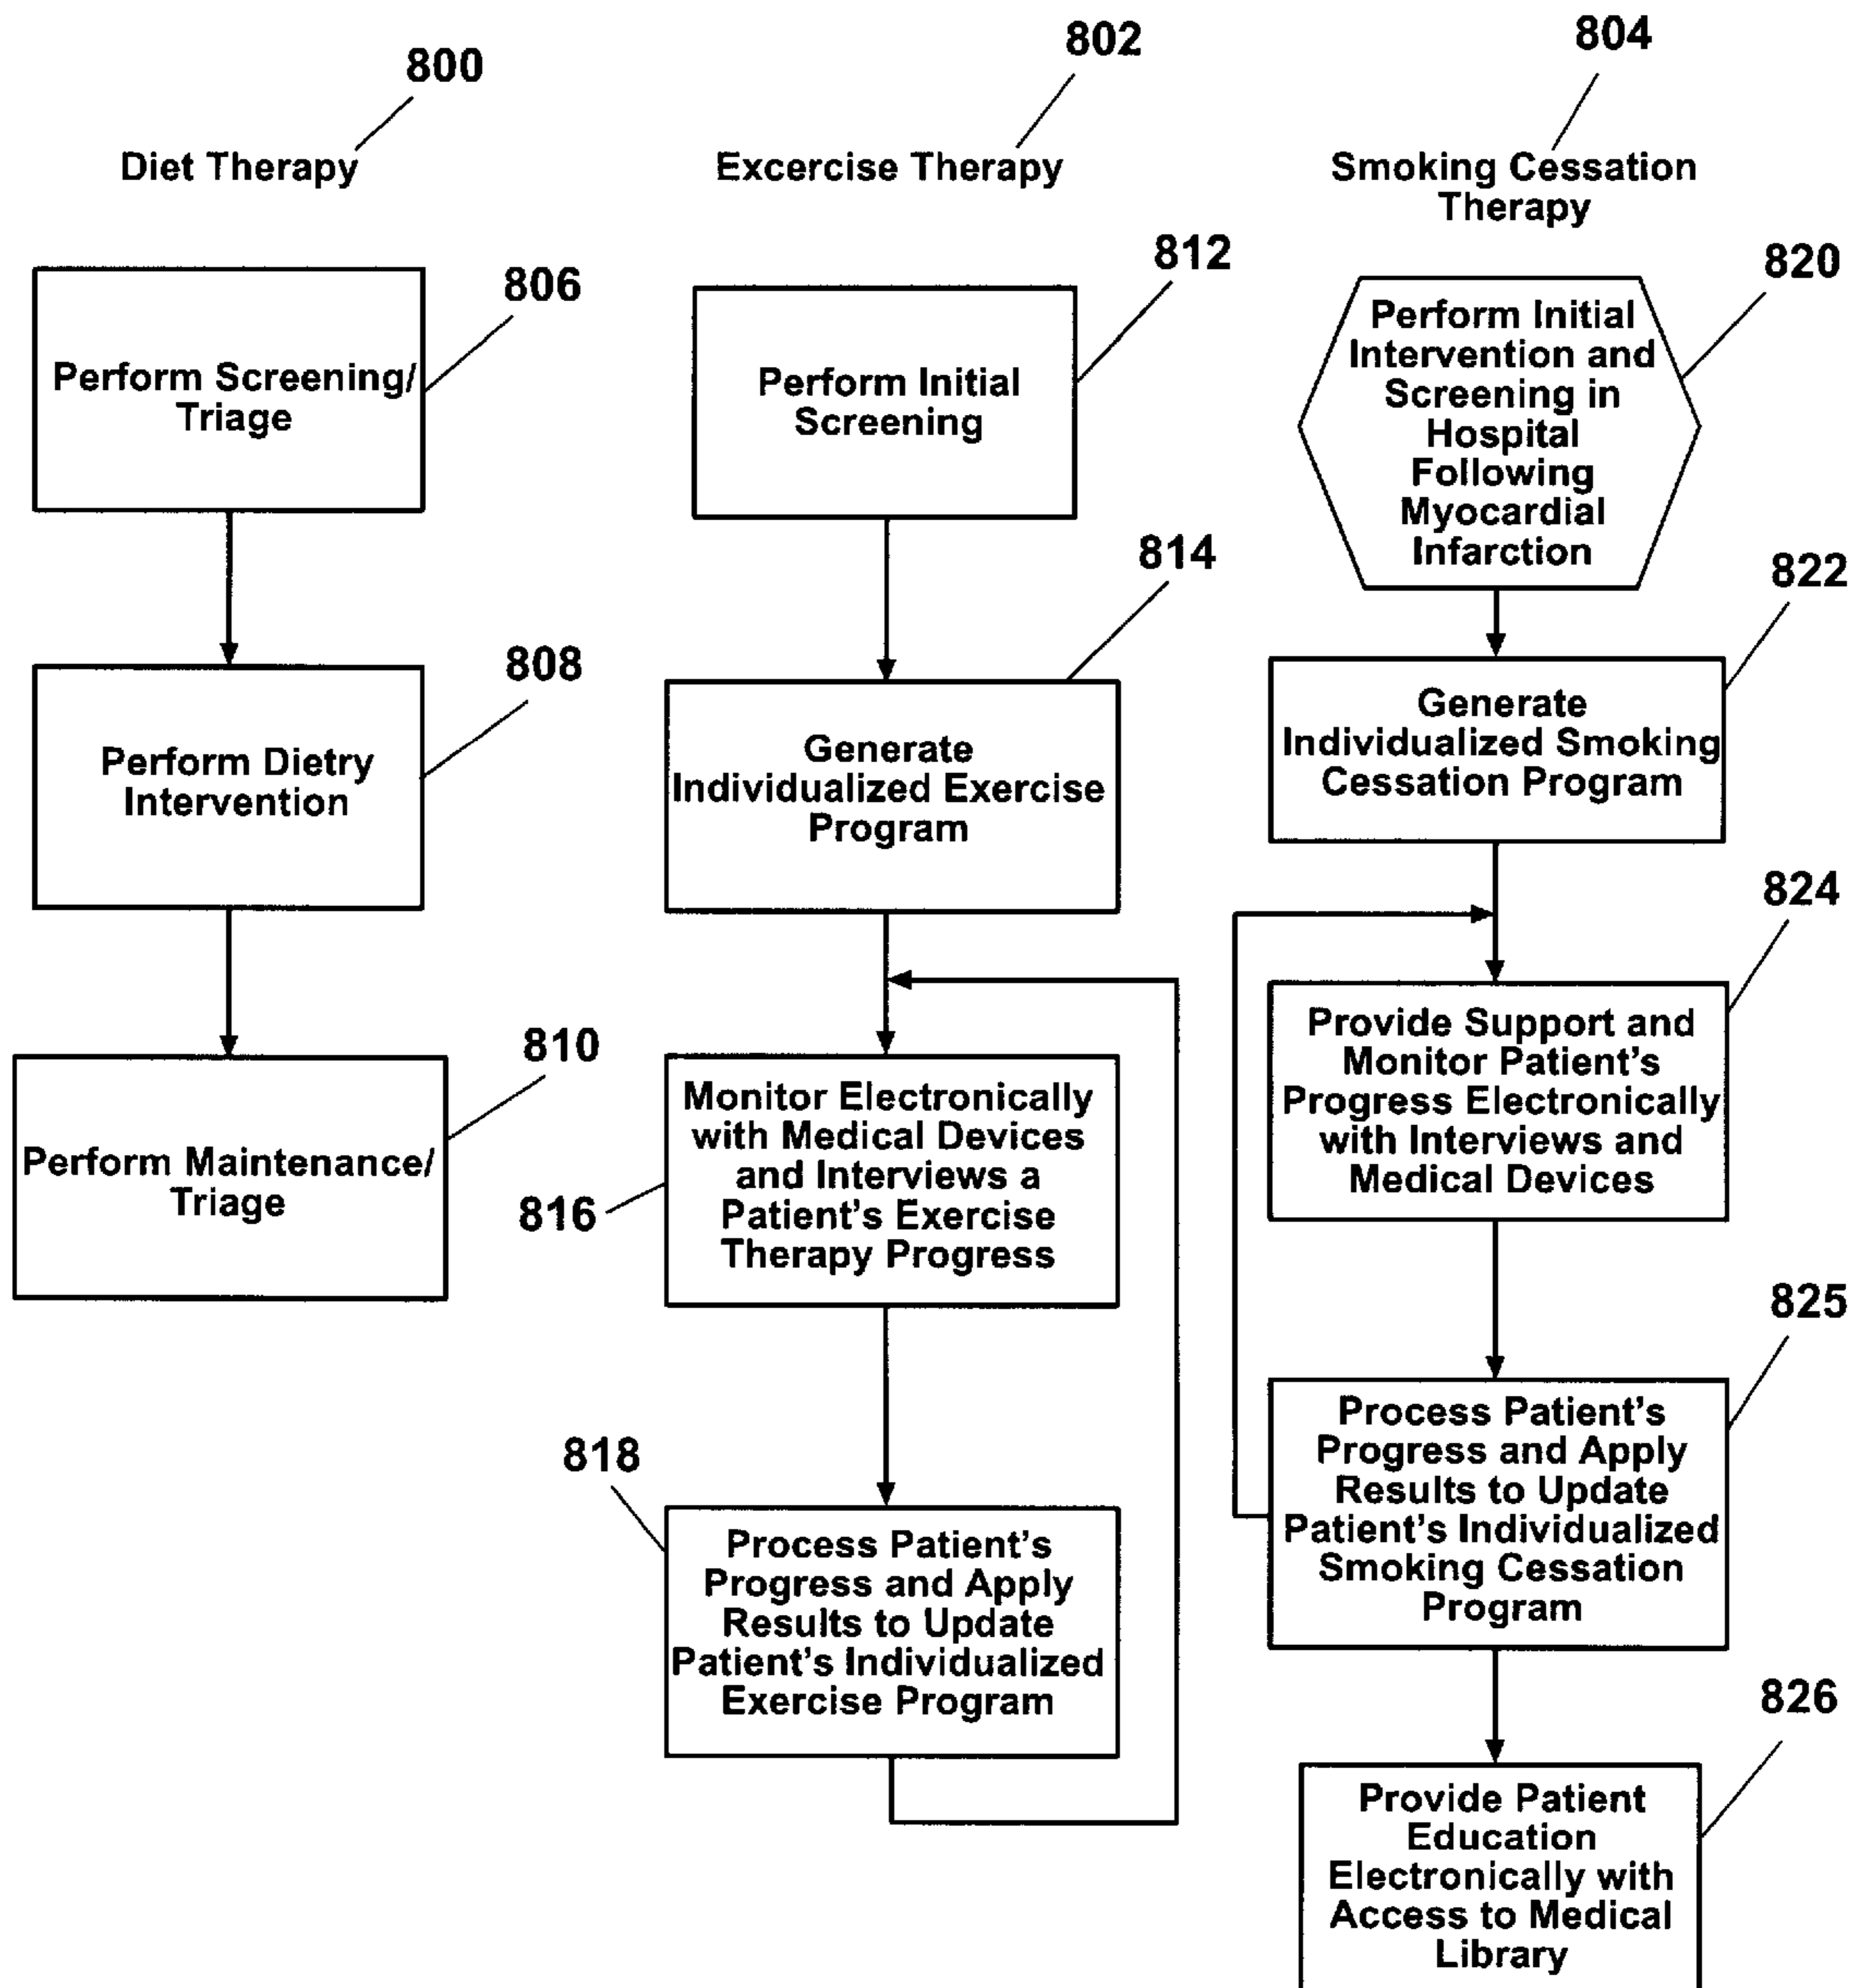 800
Diet Therapy
806
Perform Screening/
Triage
808
Perform Dietry
Intervention
810
Perform Maintenance/
Triage
802
Excercise Therapy
812
Perform Initial
Screening
814
Generate
Individualized Exercise
Program
816
Monitor Electronically
with Medical Devices
and Interviews a
Patient's Exercise
Therapy Progress
818
Process Patient's
Progress and Apply
Results to Update
Patient's Individualized
Exercise Program
804
Smoking Cessation
Therapy
820
Perform Initial
Intervention and
Screening in
Hospital
Following
Myocardial
Infarction
822
Generate
Individualized Smoking
Cessation Program
824
Provide Support and
Monitor Patient's
Progress Electronically
with Interviews and
Medical Devices
825
Process Patient's
Progress and Apply
Results to Update
Patient's Individualized
Smoking Cessation
Program
826
Provide Patient
Education
Electronically with
Access to Medical
Library